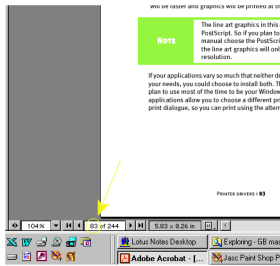 will be faster and graphics will be printed at th
The line art graphics in this
NOTE
PostScript. So if you plan to
manual choose the PostScri
the line art graphics will onl
resolution.
If your applications vary so much that neither dr
your needs, you could choose to install both. Th
plan to use most of the time to be your Window
applications allow you to choose a different pri
print dialogue, so you can print using the altern
PRINTER DRIVERS > 83
104% 83 of 244 5.83 x 8.26 in
Lotus Notes Desktop Exploring - GB mas
Adobe Acrobat - [... Jasc Paint Shop P